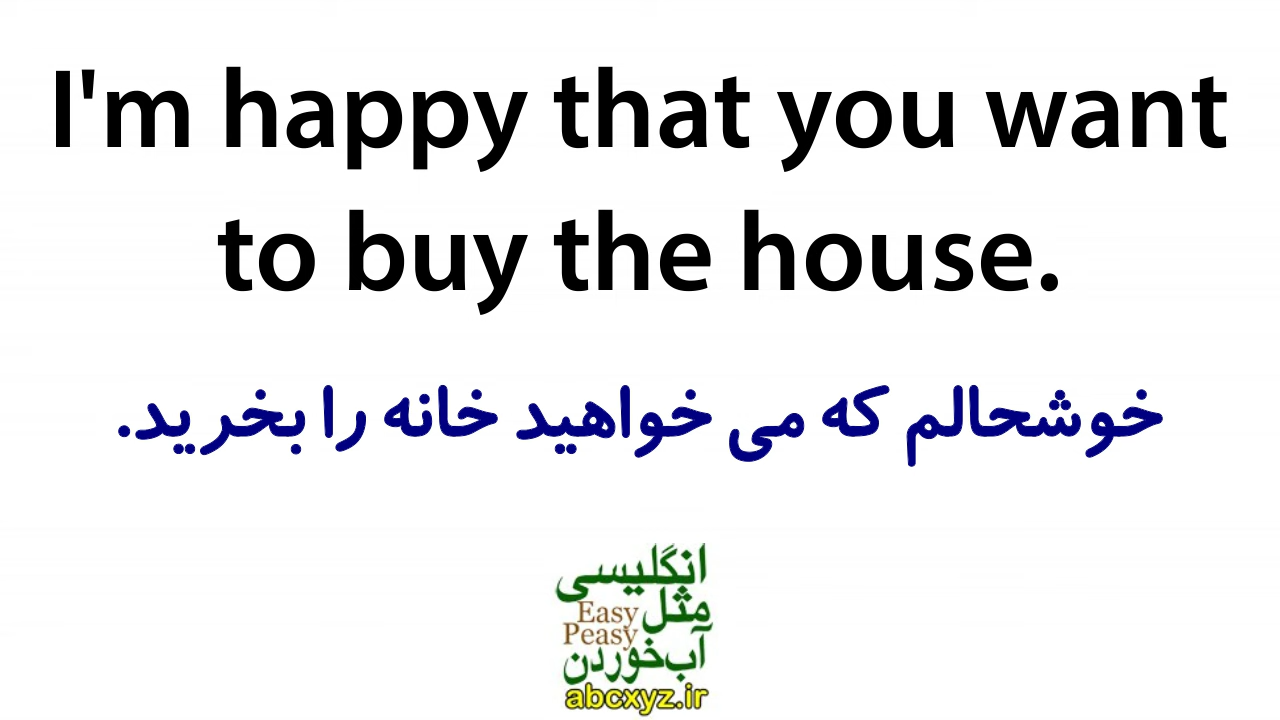 I'm happy that you want
to buy the house.
خوشحالم که می خواهید خانه را بخرید.
انگلیسی
مثل
Easy
Peasy
آب خوردن
abcxyz.ir